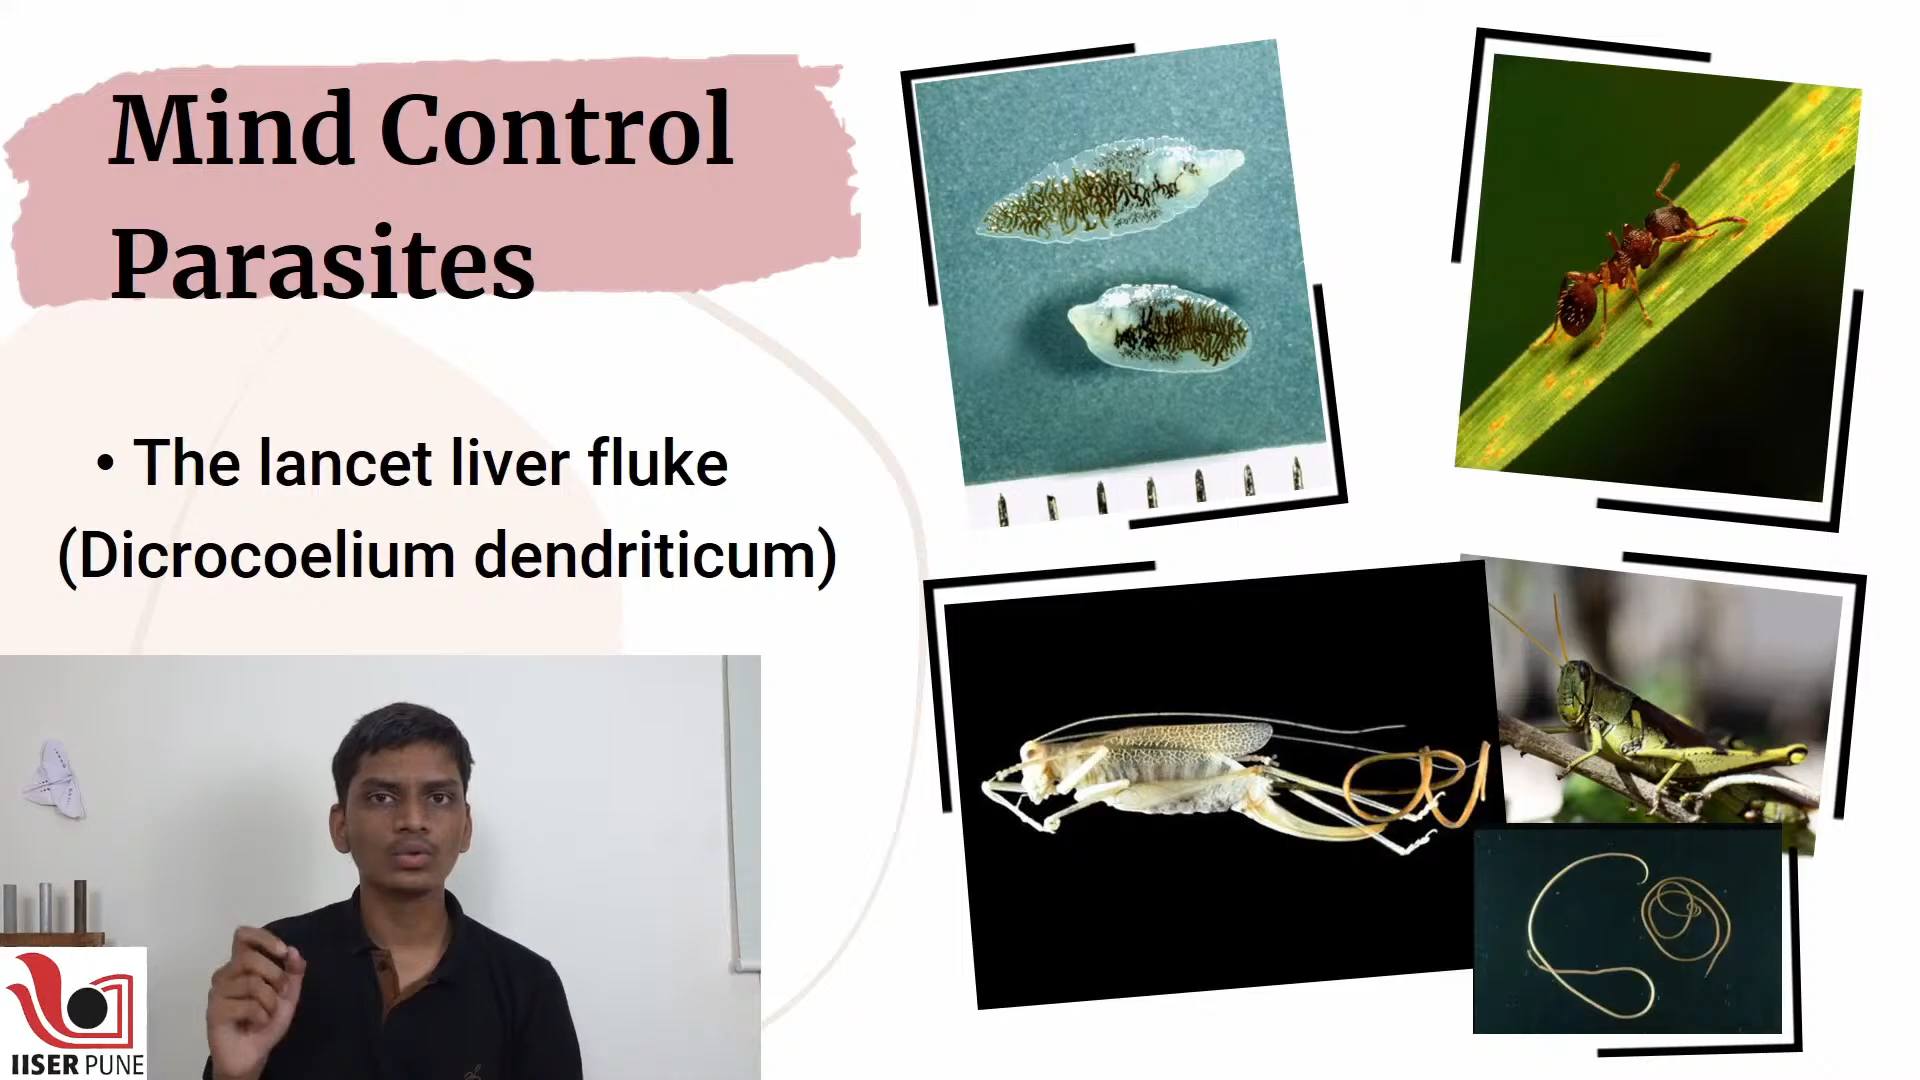 Mind Control
Parasites
• The lancet liver fluke
(Dicrocoelium dendriticum)
IISER PUNE